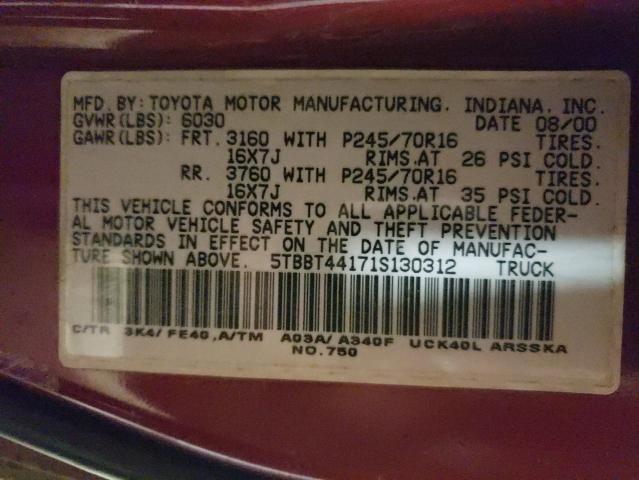 MFD. BY: TOYOTA MOTOR MANUFACTURING. INDIANA. INC.
GVWR(LBS): 6030 DATE 08/00
GAWR(LBS): FRT. 3160 WITH P245/70R16 TIRES.
16X7J RIMS.AT 26 PSI COLD.
RR. 3760 WITH P245/70R16 TIRES.
16X7J RIMS.AT 35 PSI COLD.
THIS VEHICLE CONFORMS TO ALL APPLICABLE FEDER-
AL MOTOR VEHICLE SAFETY AND THEFT PREVENTION
STANDARDS IN EFFECT ON THE DATE OF MANUFAC-
TURE SHOWN ABOVE. 5TBBT44171S130312 TRUCK
C/TR 3K4/FE40,A/TM A03A/A340F UCK40L ARSSKA
NO.750